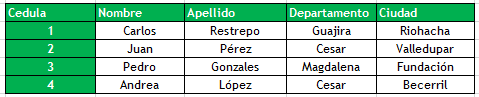 Cedula Nombre Apellido Departamento Ciudad
1 Carlos Restrepo Guajira Riohacha
2 Juan Pérez Cesar Valledupar
3 Pedro Gonzales Magdalena Fundación
4 Andrea López Cesar Becerril